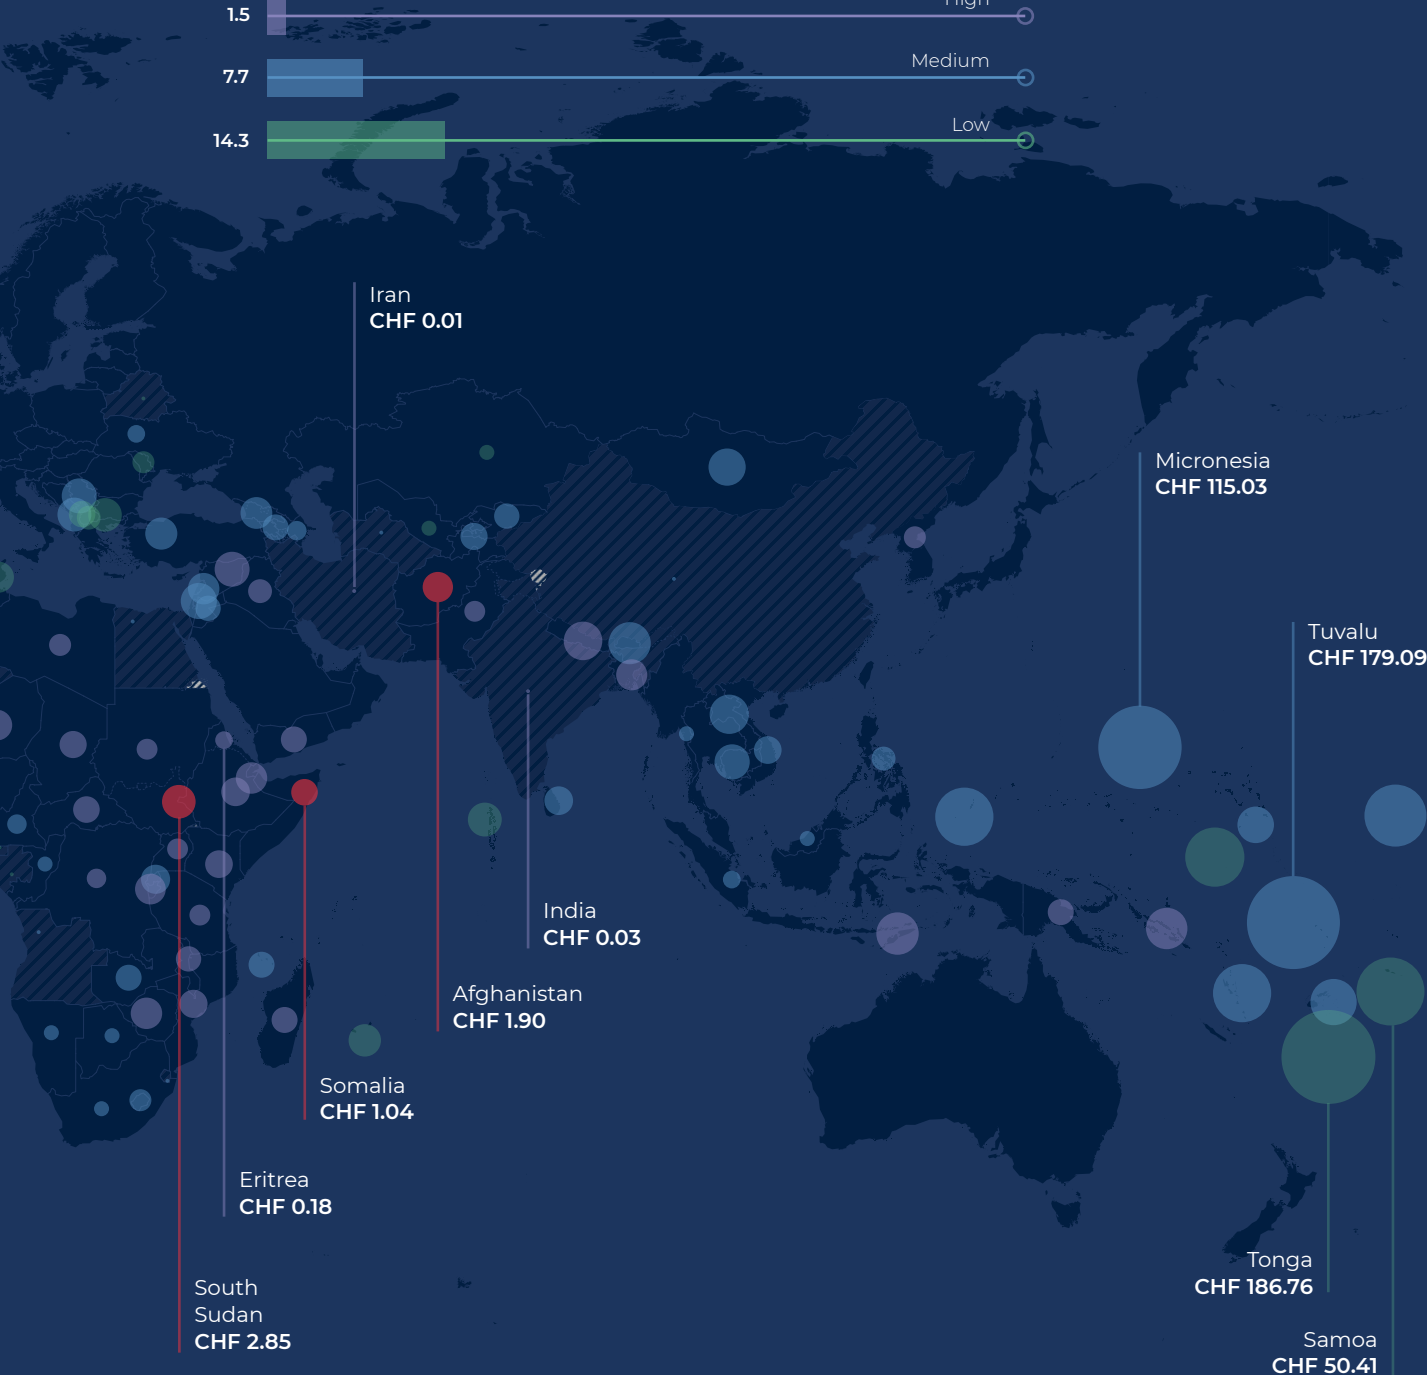 1.5
High
7.7
Medium
14.3
Low
Iran
CHF 0.01
Micronesia
CHF 115.03
Tuvalu
CHF 179.09
India
CHF 0.03
Afghanistan
CHF 1.90
Somalia
CHF 1.04
Eritrea
CHF 0.18
South
Sudan
CHF 2.85
Tonga
CHF 186.76
Samoa
CHF 50.41